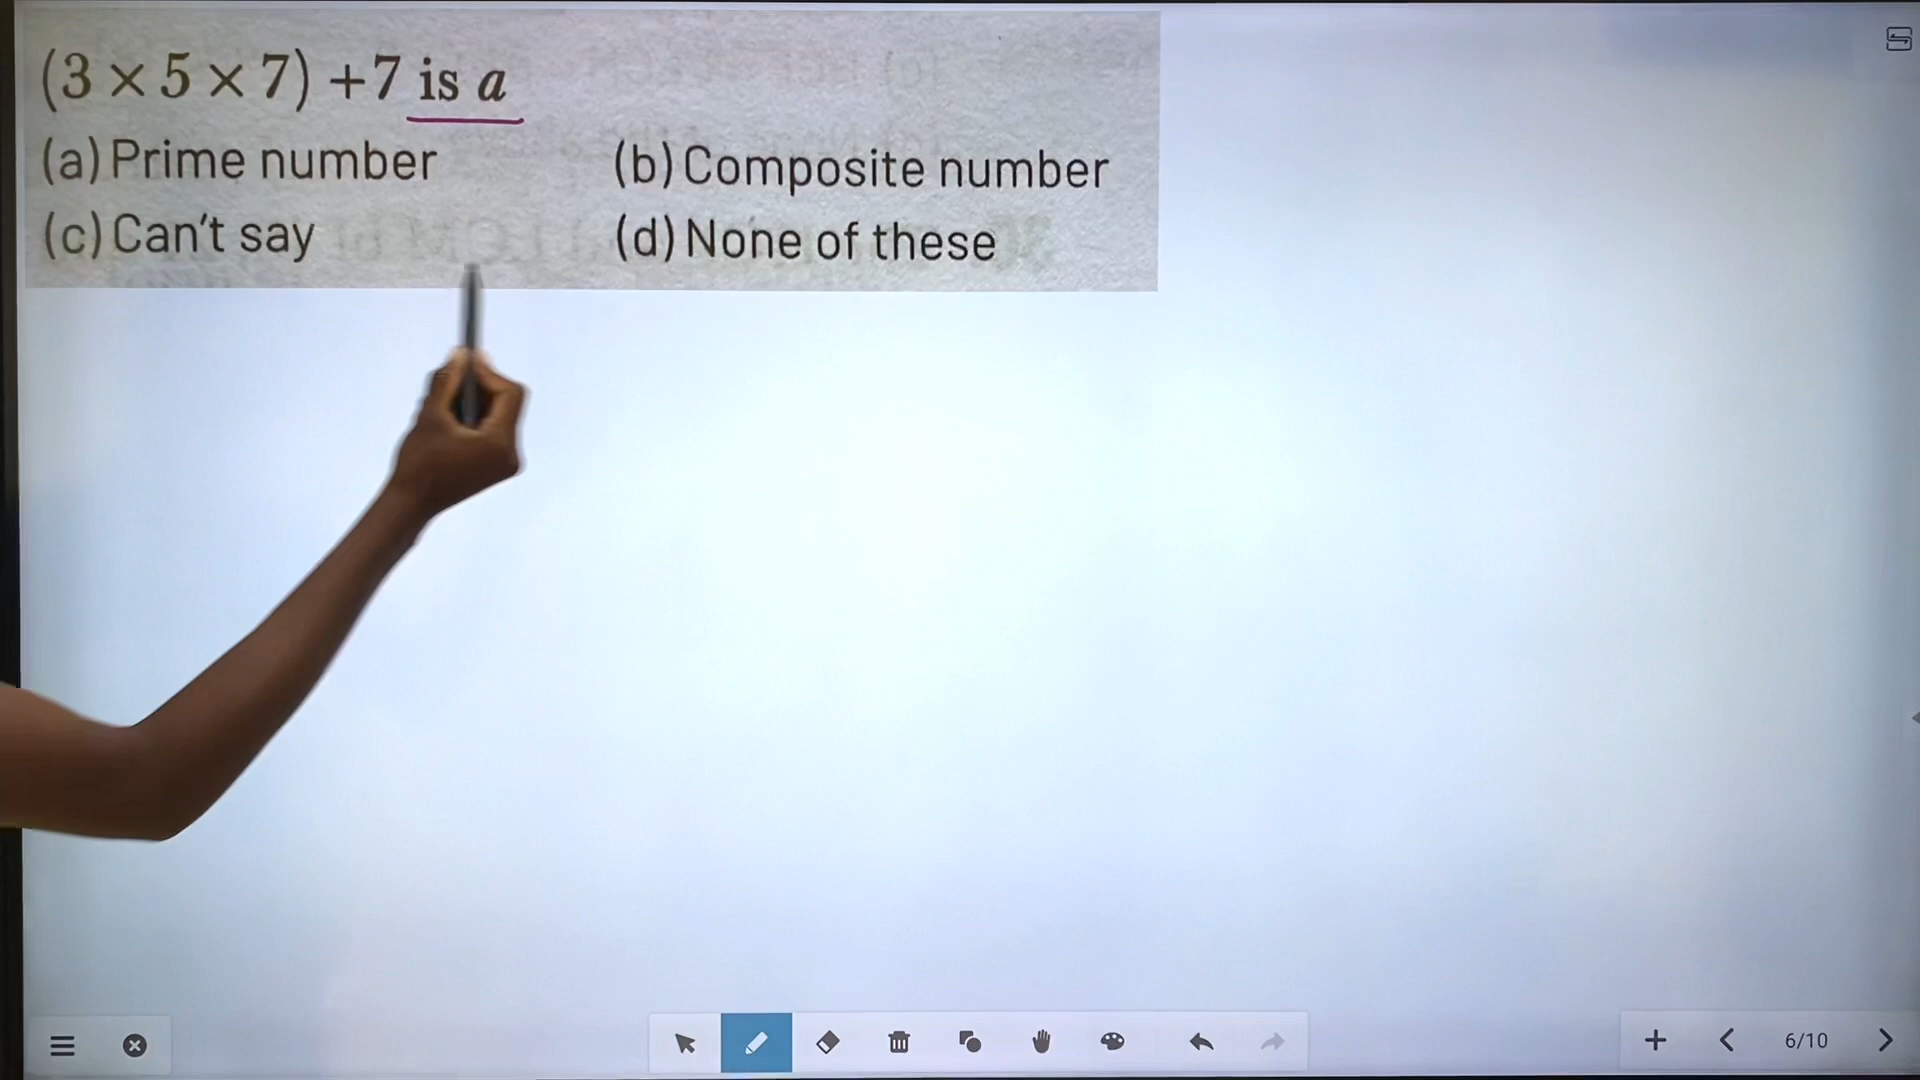 (3 × 5 × 7) + 7 is a
(a) Prime number (b) Composite number
(c) Can't say (d) None of these
6/10